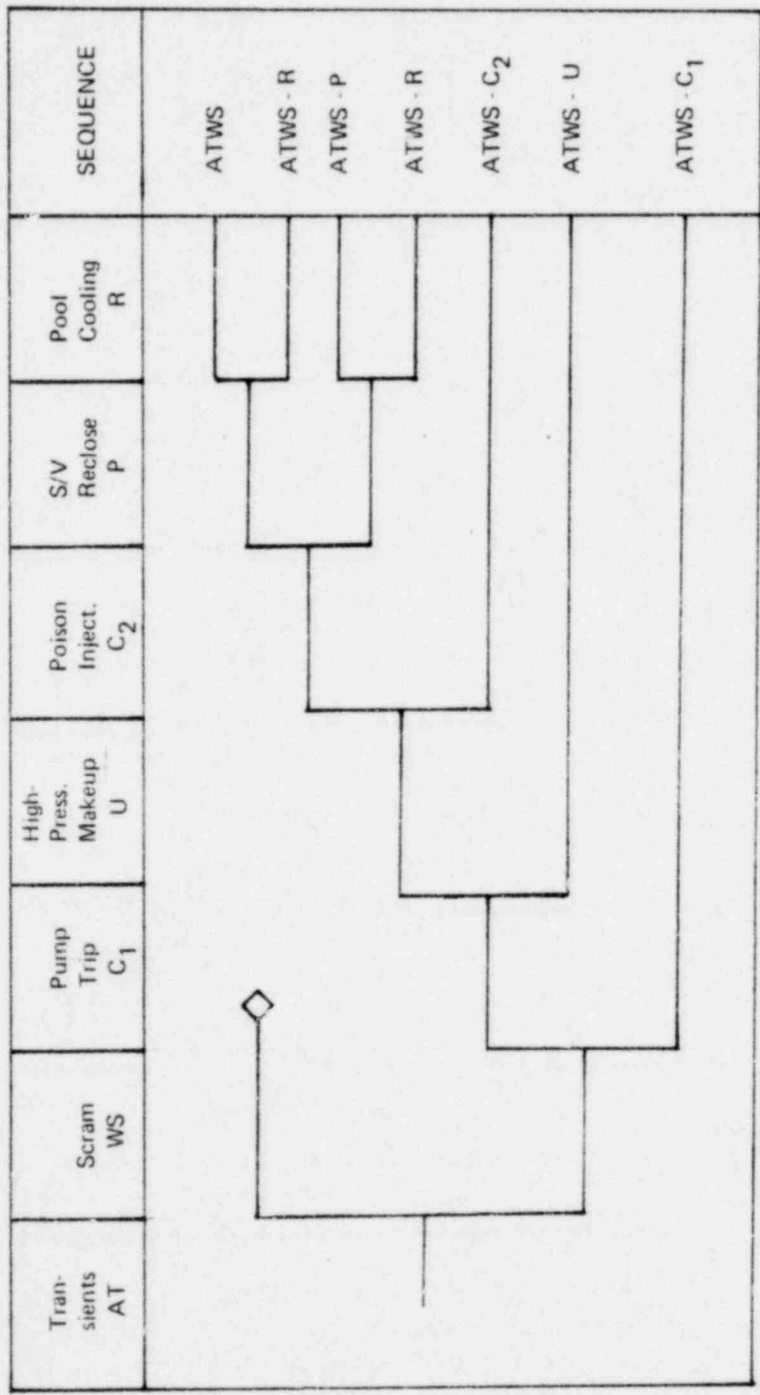 Tran-
sients
AT
Scram
WS
Pump
Trip
C₁
High-
Press.
Makeup
U
Poison
Inject.
C₂
S/V
Reclose
P
Pool
Cooling
R
SEQUENCE
ATWS
ATWS - R
ATWS - P
ATWS - R
ATWS - C₂
ATWS - U
ATWS - C₁